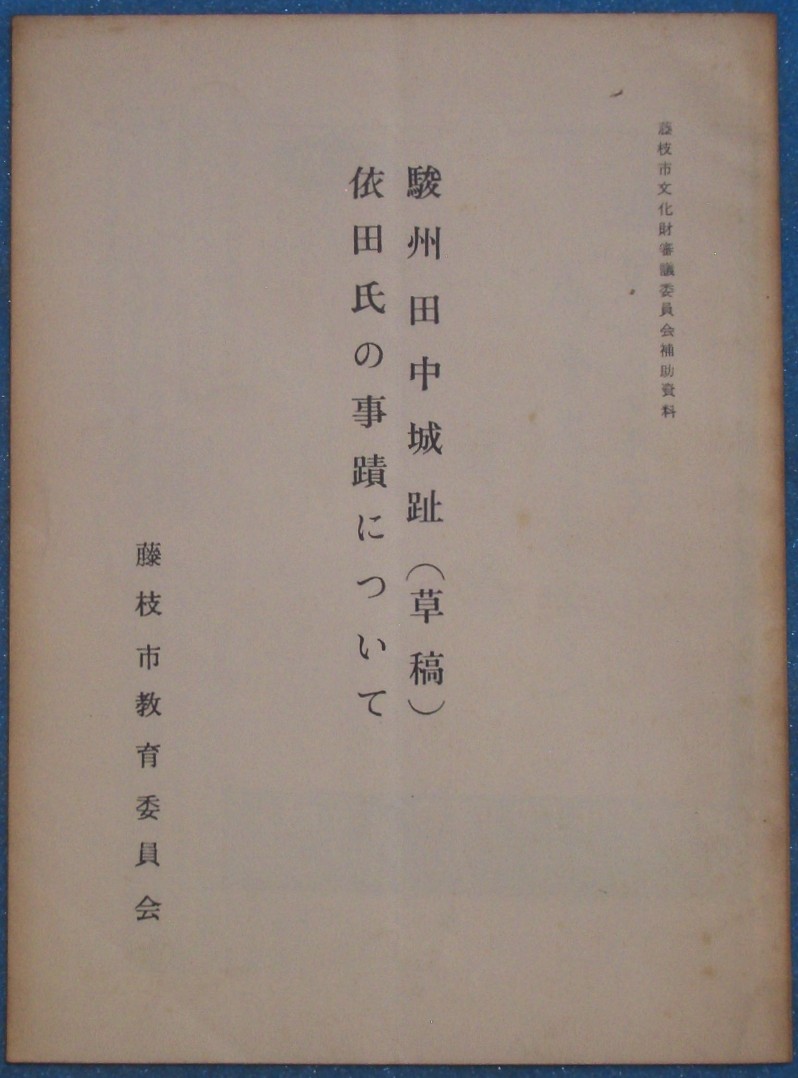 藤枝市文化財審議委員会補助資料
駿州田中城趾（草稿）
依田氏の事蹟について
藤枝市教育委員会